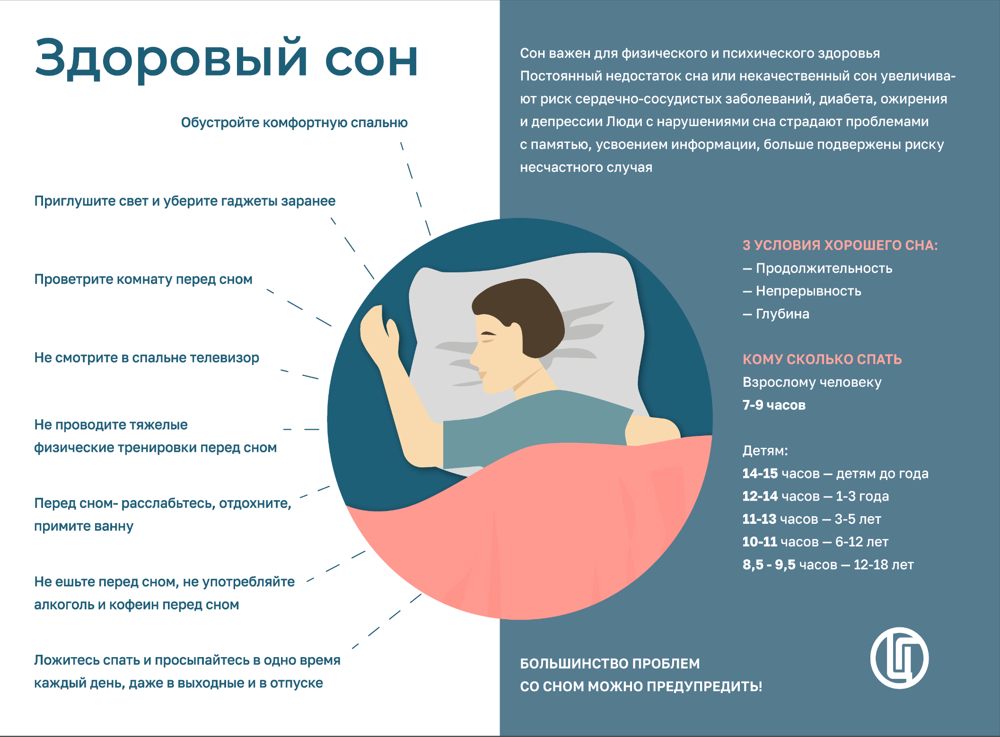 Здоровый сон
Обустройте комфортную спальню
Приглушите свет и уберите гаджеты заранее
Проветрите комнату перед сном
Не смотрите в спальне телевизор
Не проводите тяжелые
физические тренировки перед сном
Перед сном- расслабьтесь, отдохните,
примите ванну
Не ешьте перед сном, не употребляйте
алкоголь и кофеин перед сном
Ложитесь спать и просыпайтесь в одно время
каждый день, даже в выходные и в отпуске
Сон важен для физического и психического здоровья
Постоянный недостаток сна или некачественный сон увеличива-
ют риск сердечно-сосудистых заболеваний, диабета, ожирения
и депрессии Люди с нарушениями сна страдают проблемами
с памятью, усвоением информации, больше подвержены риску
несчастного случая
3 УСЛОВИЯ ХОРОШЕГО СНА:
— Продолжительность
— Непрерывность
— Глубина
КОМУ СКОЛЬКО СПАТЬ
Взрослому человеку
7-9 часов
Детям:
14-15 часов — детям до года
12-14 часов — 1-3 года
11-13 часов — 3-5 лет
10-11 часов — 6-12 лет
8,5 - 9,5 часов — 12-18 лет
БОЛЬШИНСТВО ПРОБЛЕМ
СО СНОМ МОЖНО ПРЕДУПРЕДИТЬ!